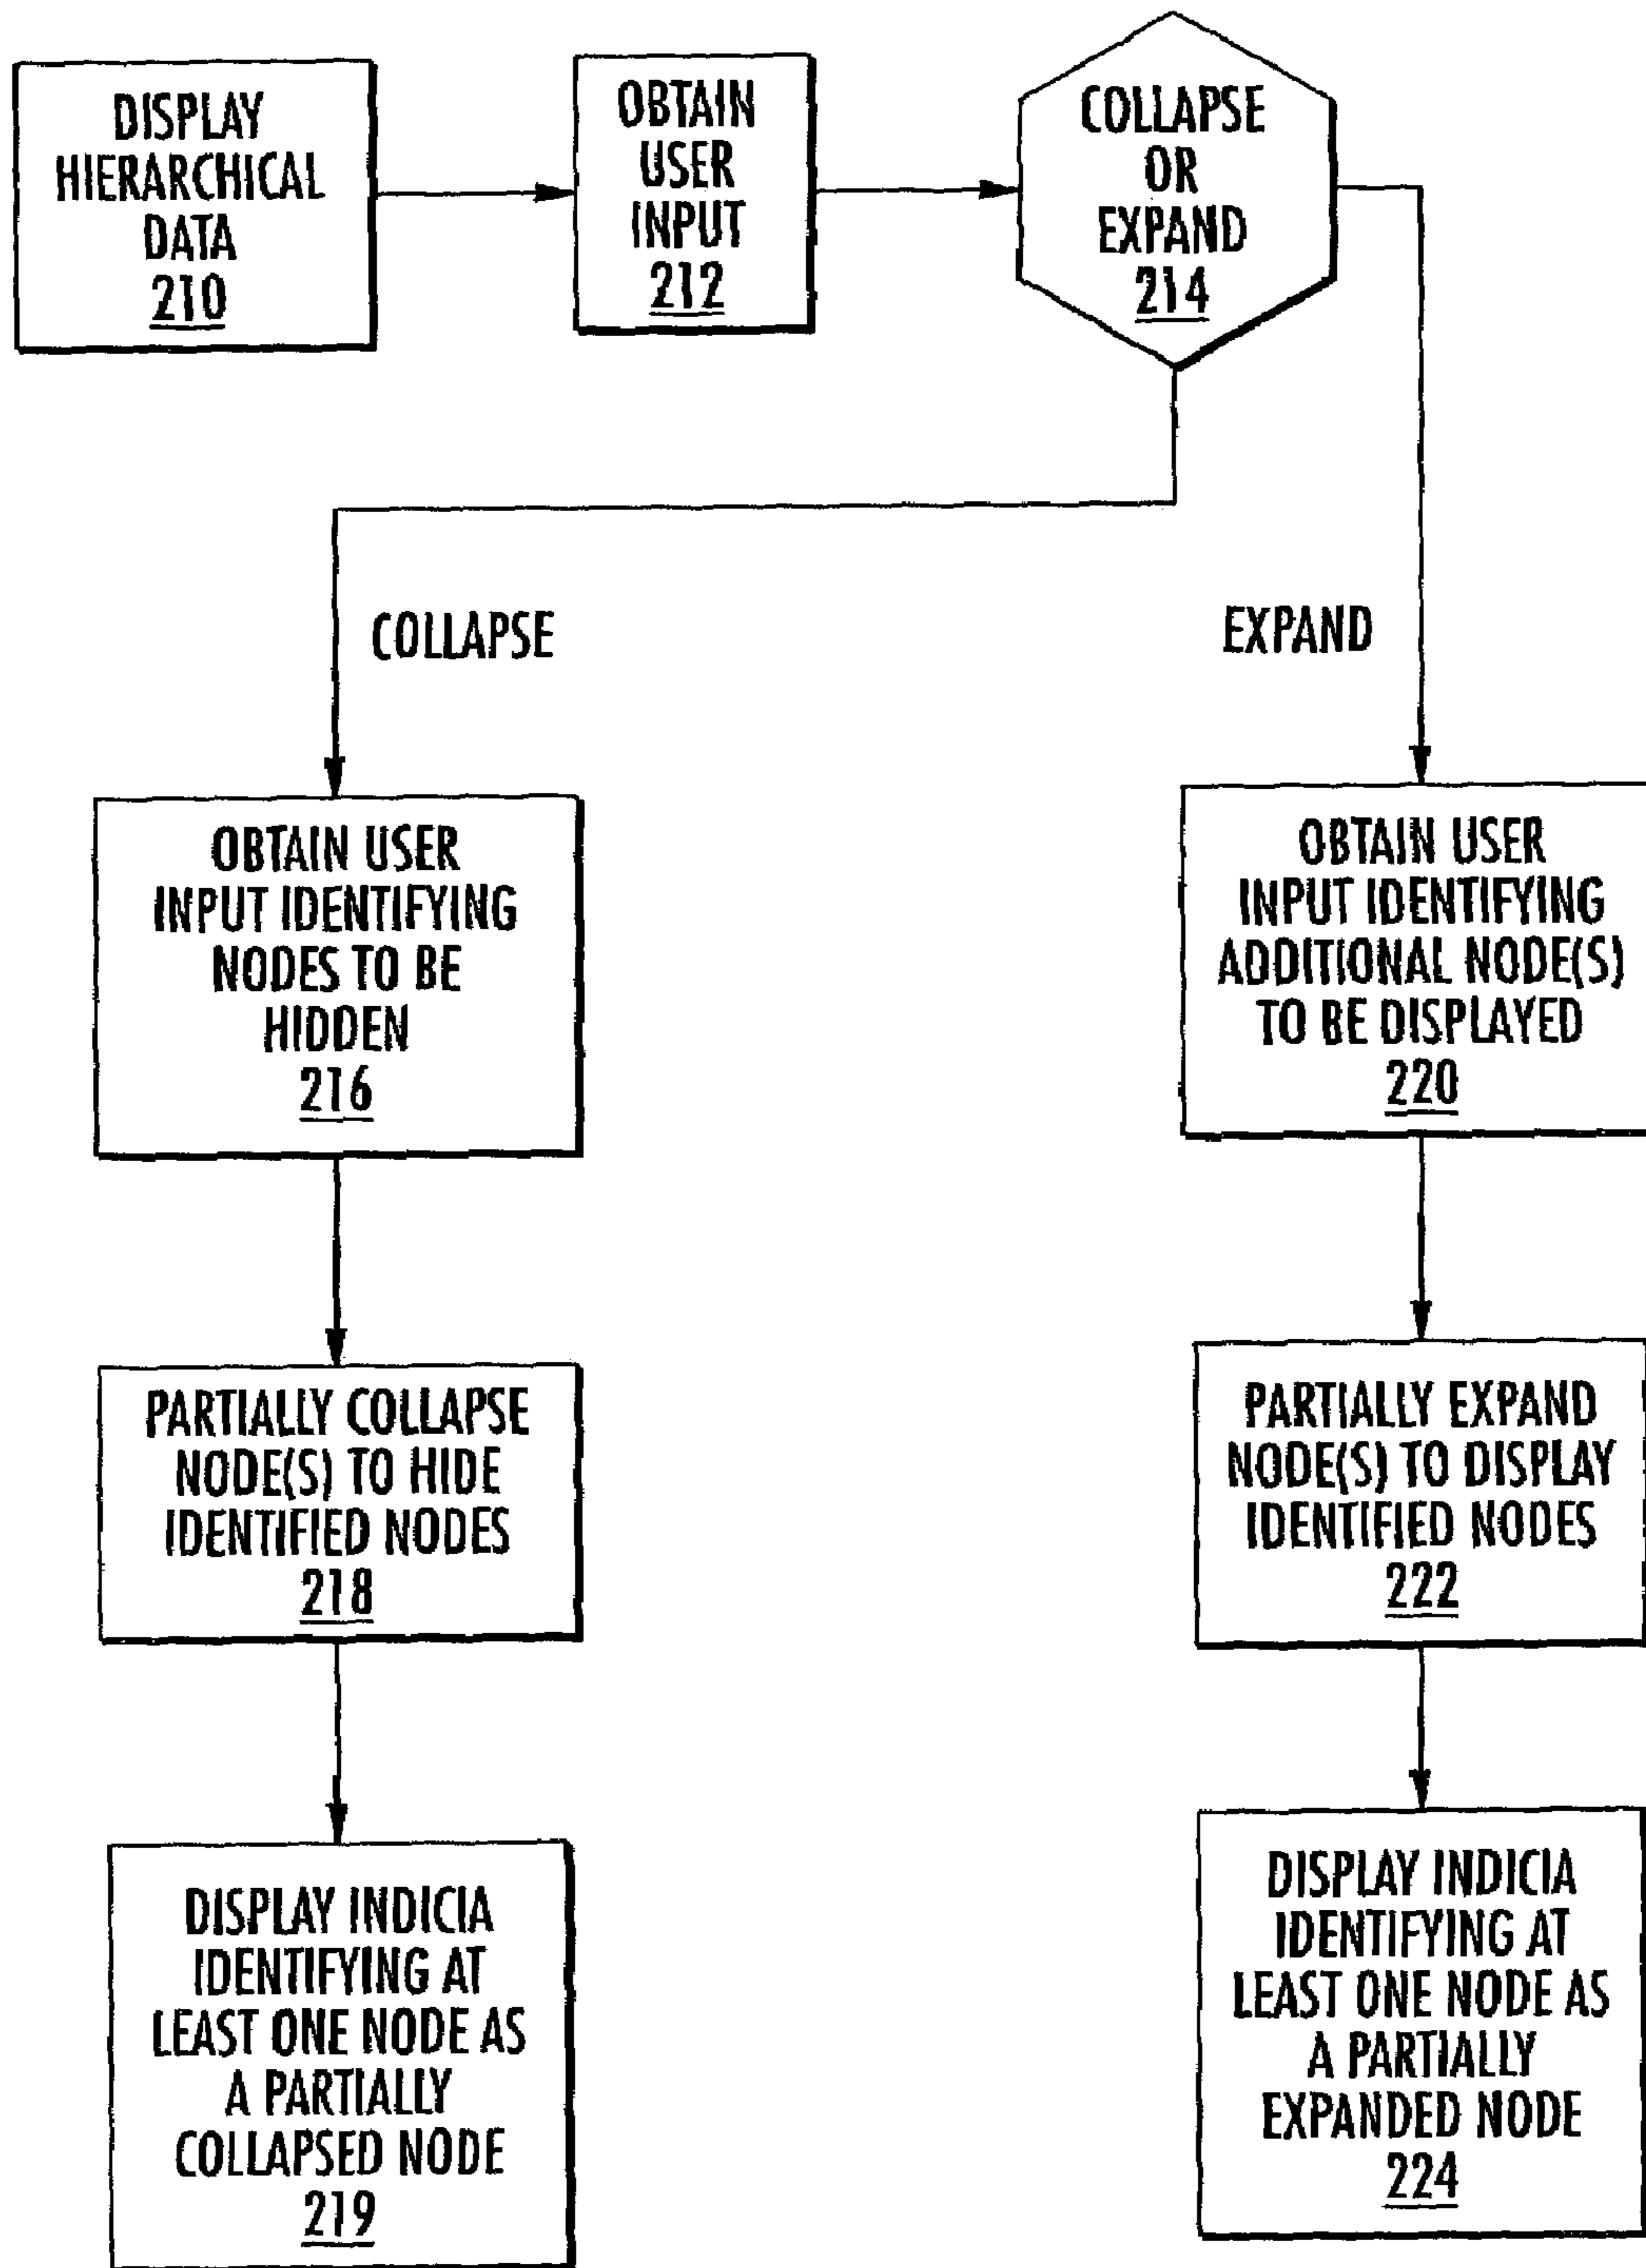 DISPLAY
HIERARCHICAL
DATA
210
OBTAIN
USER
INPUT
212
COLLAPSE
OR
EXPAND
214
COLLAPSE
EXPAND
OBTAIN USER
INPUT IDENTIFYING
NODES TO BE
HIDDEN
216
OBTAIN USER
INPUT IDENTIFYING
ADDITIONAL NODE(S)
TO BE DISPLAYED
220
PARTIALLY COLLAPSE
NODE(S) TO HIDE
IDENTIFIED NODES
218
PARTIALLY EXPAND
NODE(S) TO DISPLAY
IDENTIFIED NODES
222
DISPLAY INDICIA
IDENTIFYING AT
LEAST ONE NODE AS
A PARTIALLY
COLLAPSED NODE
219
DISPLAY INDICIA
IDENTIFYING AT
LEAST ONE NODE AS
A PARTIALLY
EXPANDED NODE
224